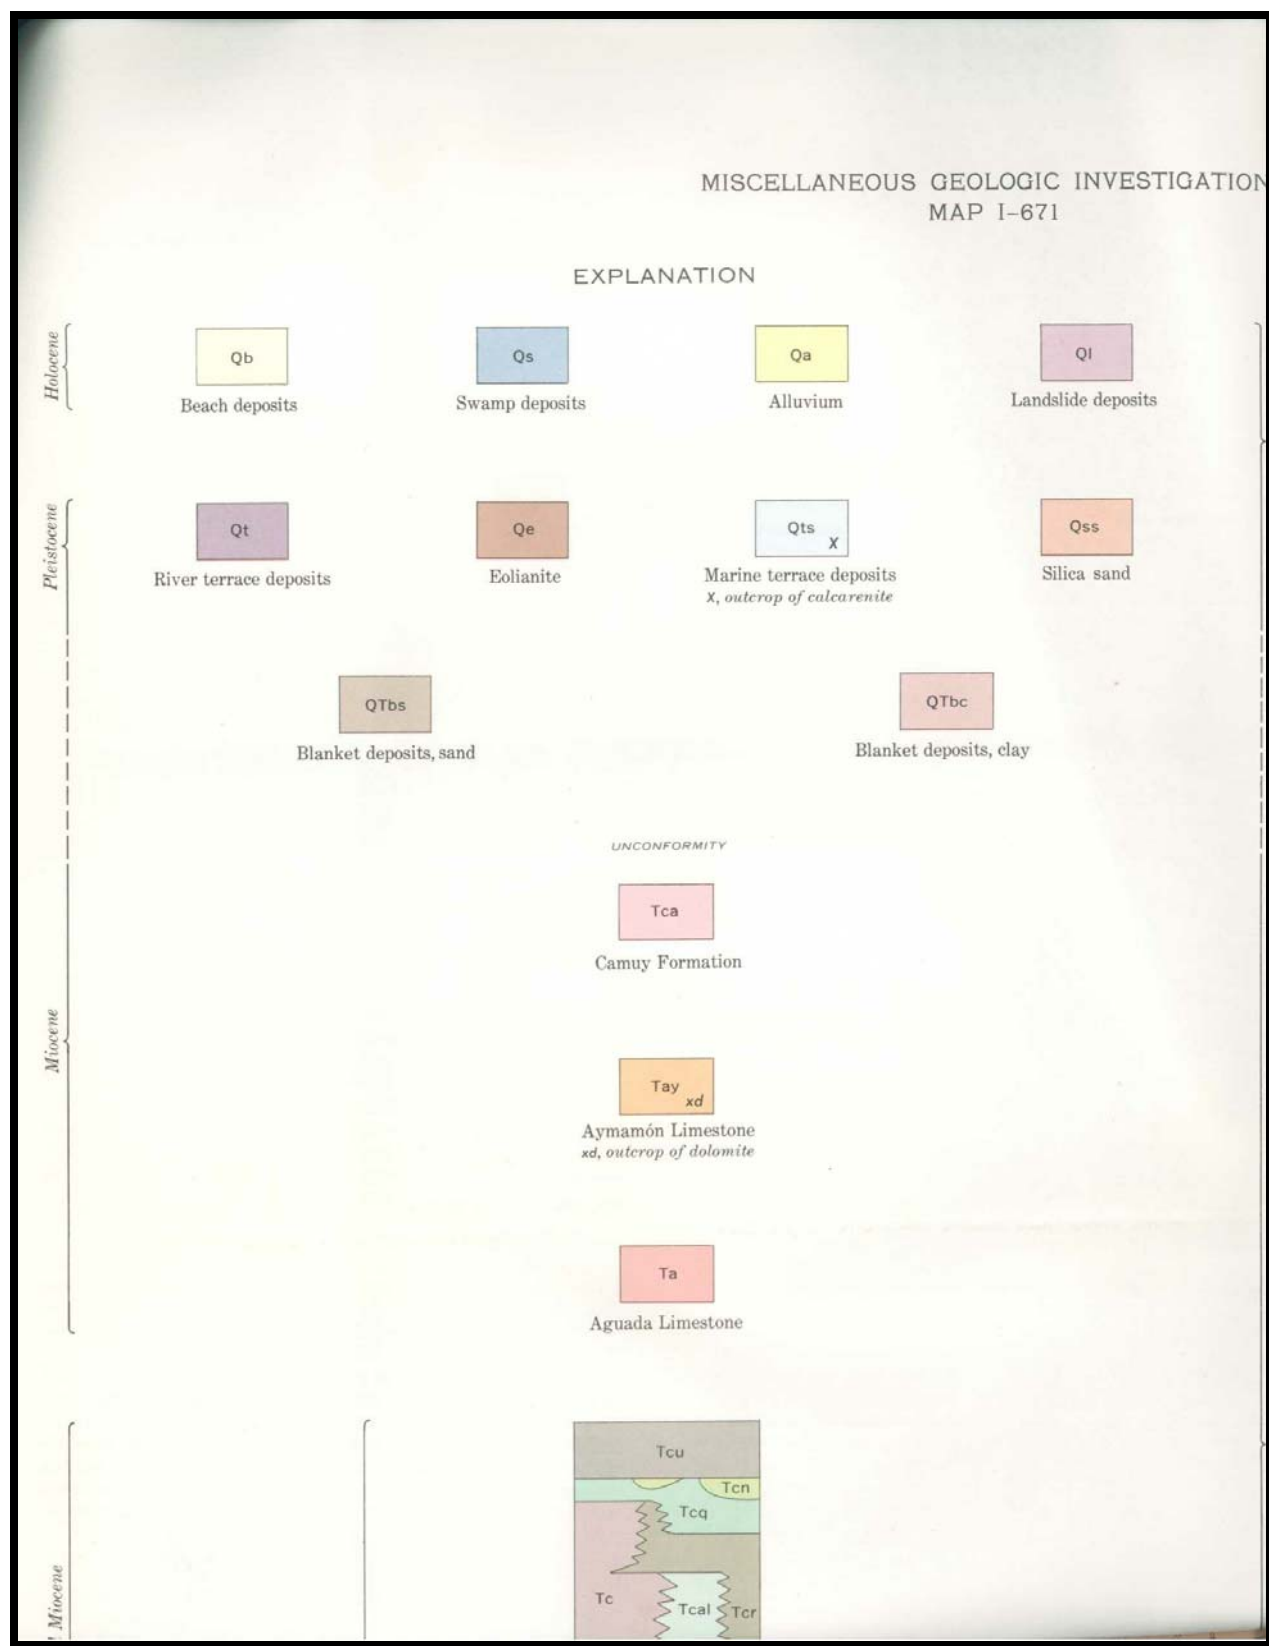 MISCELLANEOUS GEOLOGIC INVESTIGATION
MAP I-671
EXPLANATION
Holocene
Qb
Qs
Qa
Ql
Beach deposits
Swamp deposits
Alluvium
Landslide deposits
Pleistocene
Qt
Qe
Qts
X
Qss
River terrace deposits
Eolianite
Marine terrace deposits
X, outcrop of calcarenite
Silica sand
QTbs
QTbc
Blanket deposits, sand
Blanket deposits, clay
UNCONFORMITY
Tca
Camuy Formation
Miocene
Tay
xd
Aymamón Limestone
xd, outcrop of dolomite
Ta
Aguada Limestone
Tcu
Tcn
Tcq
Tc
Tcal
Tcr
Miocene